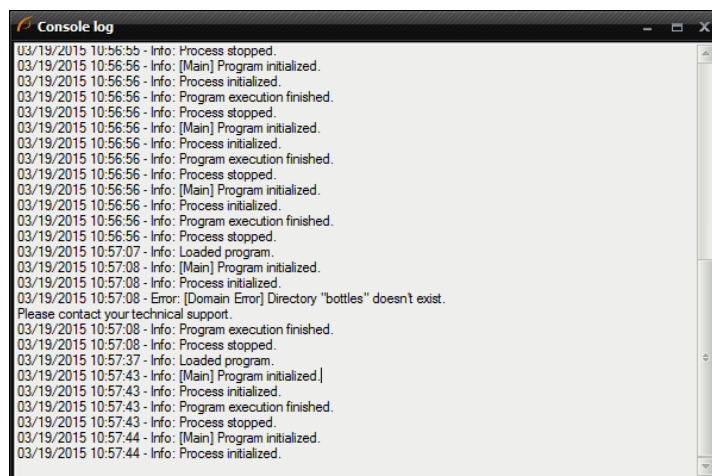 Console log
03/19/2015 10:56:55 - Info: Process stopped.
03/19/2015 10:56:56 - Info: [Main] Program initialized.
03/19/2015 10:56:56 - Info: Process initialized.
03/19/2015 10:56:56 - Info: Program execution finished.
03/19/2015 10:56:56 - Info: Process stopped.
03/19/2015 10:56:56 - Info: [Main] Program initialized.
03/19/2015 10:56:56 - Info: Process initialized.
03/19/2015 10:56:56 - Info: Program execution finished.
03/19/2015 10:56:56 - Info: Process stopped.
03/19/2015 10:56:56 - Info: [Main] Program initialized.
03/19/2015 10:56:56 - Info: Process initialized.
03/19/2015 10:56:56 - Info: Program execution finished.
03/19/2015 10:56:56 - Info: Process stopped.
03/19/2015 10:57:07 - Info: Loaded program.
03/19/2015 10:57:08 - Info: [Main] Program initialized.
03/19/2015 10:57:08 - Info: Process initialized.
03/19/2015 10:57:08 - Error: [Domain Error] Directory "bottles" doesn't exist.
Please contact your technical support.
03/19/2015 10:57:08 - Info: Program execution finished.
03/19/2015 10:57:08 - Info: Process stopped.
03/19/2015 10:57:37 - Info: Loaded program.
03/19/2015 10:57:43 - Info: [Main] Program initialized.
03/19/2015 10:57:43 - Info: Process initialized.
03/19/2015 10:57:43 - Info: Program execution finished.
03/19/2015 10:57:43 - Info: Process stopped.
03/19/2015 10:57:44 - Info: [Main] Program initialized.
03/19/2015 10:57:44 - Info: Process initialized.